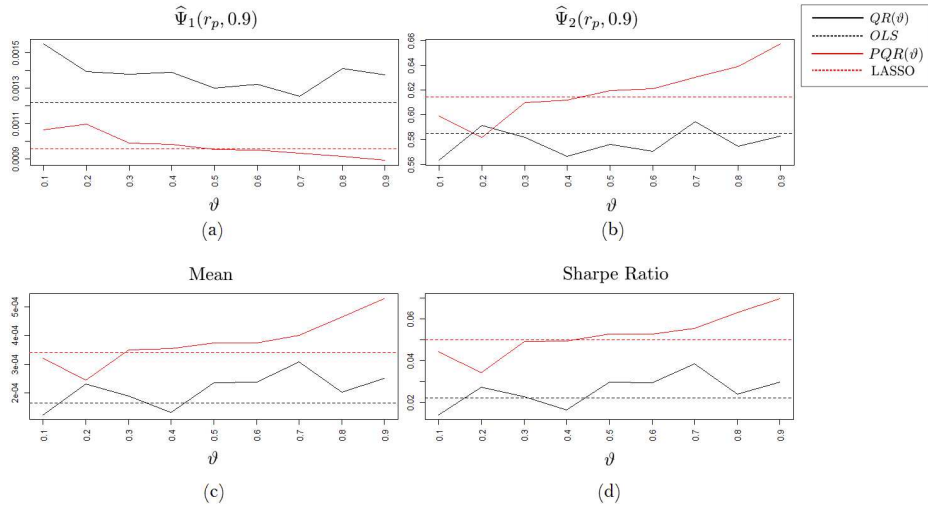 Ψ̂₁(r_p, 0.9)
0.0009 0.0011 0.0013 0.0015
0.1 0.2 0.3 0.4 0.5 0.6 0.7 0.8 0.9
ϑ
(a)
Ψ̂₂(r_p, 0.9)
0.56 0.58 0.60 0.62 0.64 0.66
0.1 0.2 0.3 0.4 0.5 0.6 0.7 0.8 0.9
ϑ
(b)
QR(ϑ)
OLS
PQR(ϑ)
LASSO
Mean
2e-04 3e-04 4e-04 5e-04
0.1 0.2 0.3 0.4 0.5 0.6 0.7 0.8 0.9
ϑ
(c)
Sharpe Ratio
0.02 0.04 0.06
0.1 0.2 0.3 0.4 0.5 0.6 0.7 0.8 0.9
ϑ
(d)